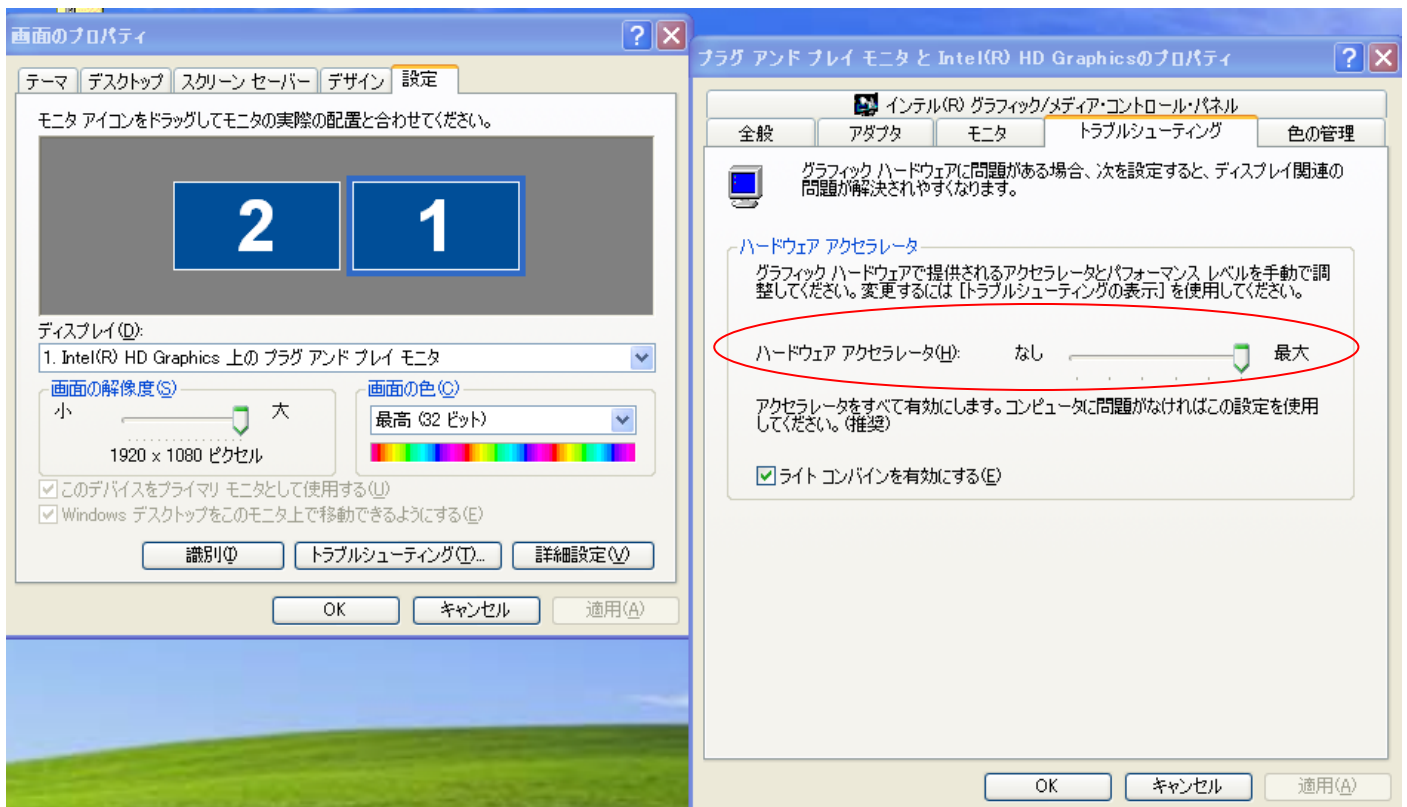 画面のプロパティ
テーマ
デスクトップ
スクリーン セーバー
デザイン
設定
モニタ アイコンをドラッグしてモニタの実際の配置と合わせてください。
2
1
ディスプレイ(D):
1. Intel(R) HD Graphics 上の プラグ アンド プレイ モニタ
画面の解像度(S)
小
大
1920 x 1080 ピクセル
画面の色(C)
最高 (32 ビット)
このデバイスをプライマリ モニタとして使用する(U)
Windows デスクトップをこのモニタ上で移動できるようにする(E)
識別(I)
トラブルシューティング(T)...
詳細設定(V)
OK
キャンセル
適用(A)
プラグ アンド プレイ モニタ と Intel(R) HD Graphicsのプロパティ
インテル(R) グラフィック/メディア・コントロール・パネル
全般
アダプタ
モニタ
トラブルシューティング
色の管理
グラフィック ハードウェアに問題がある場合、次を設定すると、ディスプレイ関連の
問題が解決されやすくなります。
ハードウェア アクセラレータ
グラフィック ハードウェアで提供されるアクセラレータとパフォーマンス レベルを手動で調
整してください。変更するには [トラブルシューティングの表示] を使用してください。
ハードウェア アクセラレータ(H):
なし
最大
アクセラレータをすべて有効にします。コンピュータに問題がなければこの設定を使用
してください。(推奨)
ライト コンバインを有効にする(E)
OK
キャンセル
適用(A)